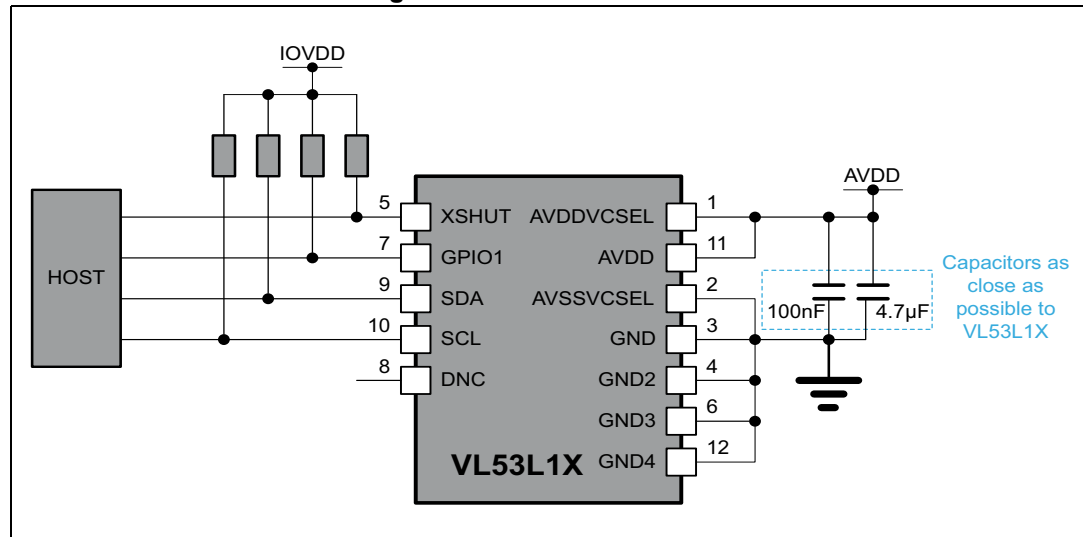 IOVDD
AVDD
HOST
5
XSHUT
AVDDVCSEL
1
7
GPIO1
AVDD
11
9
SDA
AVSSVCSEL
2
10
SCL
GND
3
8
DNC
GND2
4
GND3
6
VL53L1X
GND4
12
100nF
4.7µF
Capacitors as
close as
possible to
VL53L1X